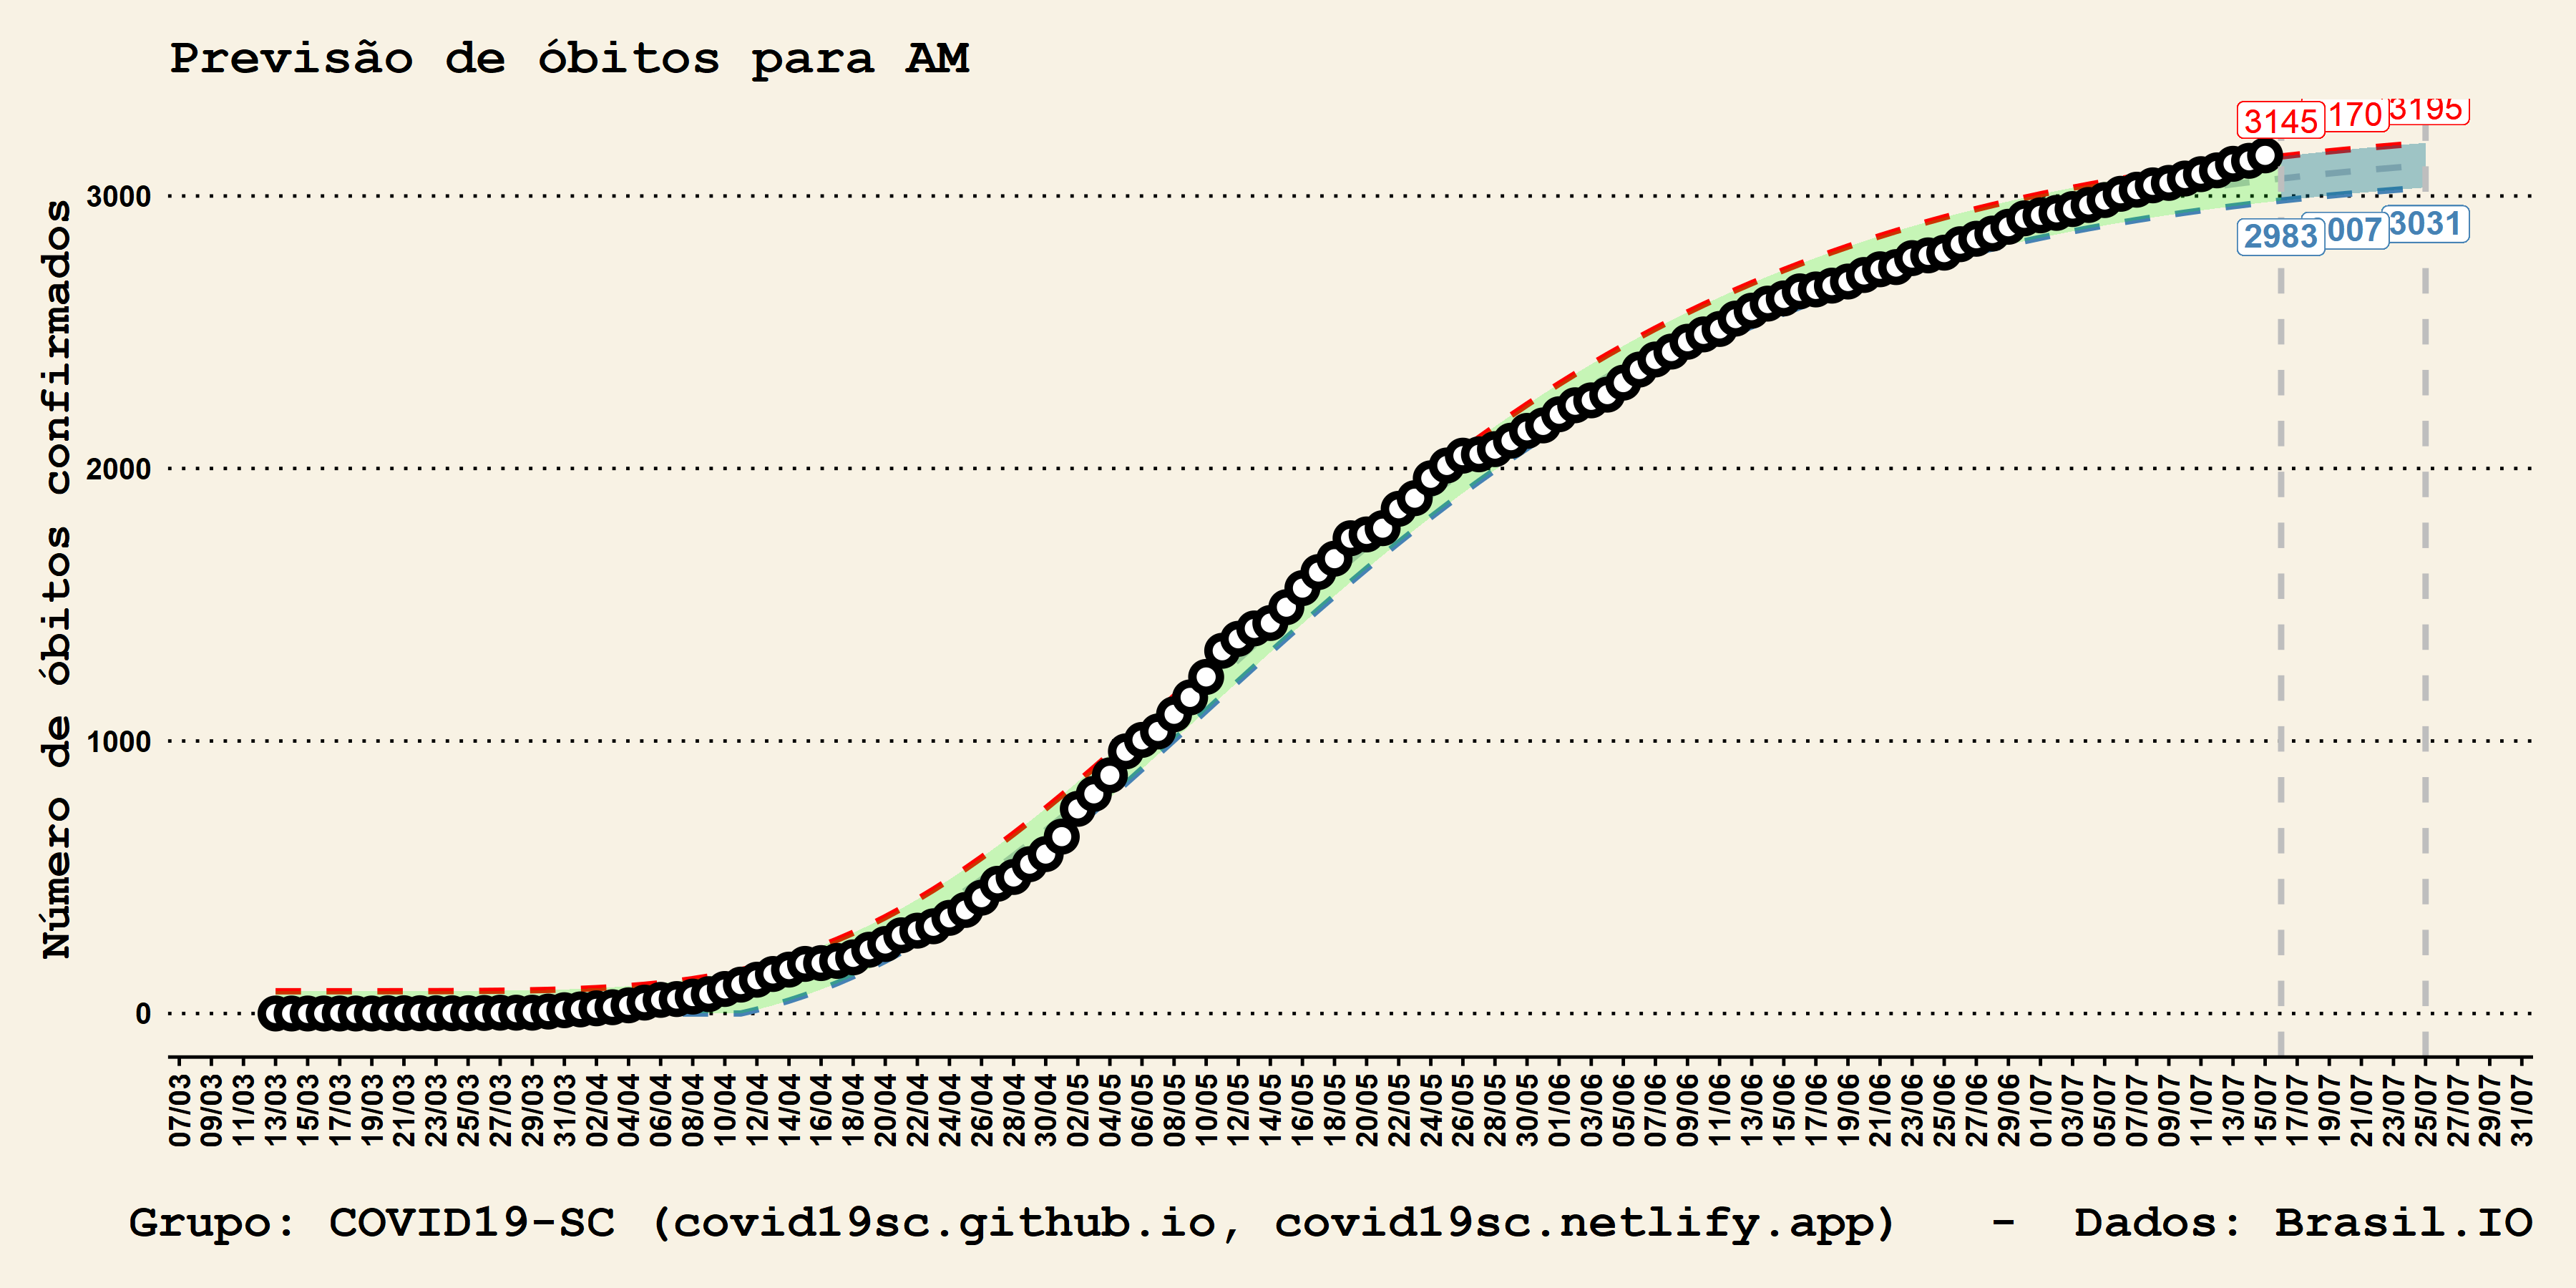 Previsão de óbitos para AM
Número de óbitos confirmados
3000
2000
1000
0
3145
170
3195
2983
007
3031
07/03 09/03 11/03 13/03 15/03 17/03 19/03 21/03 23/03 25/03 27/03 29/03 31/03 02/04 04/04 06/04 08/04 10/04 12/04 14/04 16/04 18/04 20/04 22/04 24/04 26/04 28/04 30/04 02/05 04/05 06/05 08/05 10/05 12/05 14/05 16/05 18/05 20/05 22/05 24/05 26/05 28/05 30/05 01/06 03/06 05/06 07/06 09/06 11/06 13/06 15/06 17/06 19/06 21/06 23/06 25/06 27/06 29/06 01/07 03/07 05/07 07/07 09/07 11/07 13/07 15/07 17/07 19/07 21/07 23/07 25/07 27/07 29/07 31/07
Grupo: COVID19-SC (covid19sc.github.io, covid19sc.netlify.app) - Dados: Brasil.IO